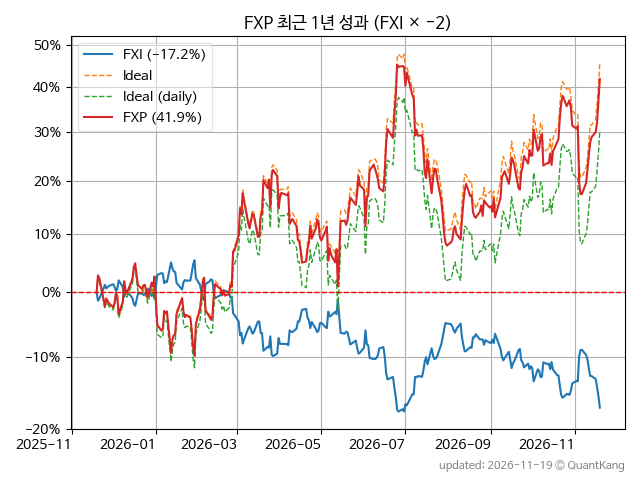 FXP 최근 1년 성과 (FXI × −2)
50%
40%
30%
20%
10%
0%
−10%
−20%
FXI (−17.2%)
Ideal
Ideal (daily)
FXP (41.9%)
2025-11
2026-01
2026-03
2026-05
2026-07
2026-09
2026-11
updated: 2026-11-19 © QuantKang